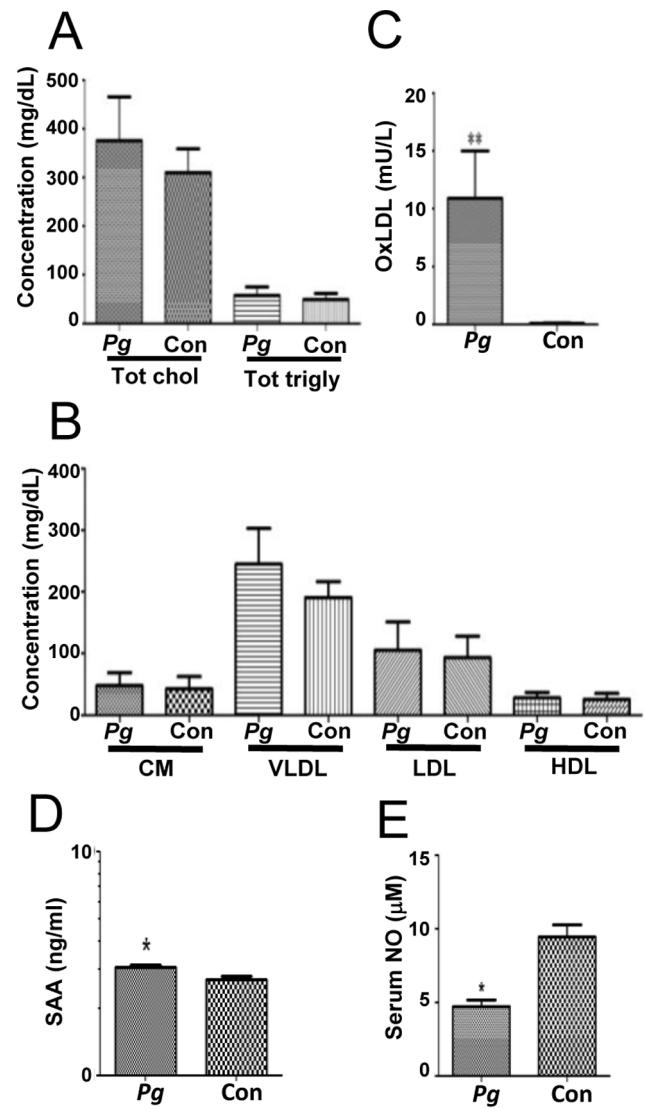 A
Concentration (mg/dL)
500
400
300
200
100
0
Pg Con Pg Con
Tot chol Tot trigly
C
OxLDL (mU/L)
20
15
10
5
0
**
Pg Con
B
Concentration (mg/dL)
400
300
200
100
0
Pg Con Pg Con Pg Con Pg Con
CM VLDL LDL HDL
D
SAA (ng/ml)
10
0
*
Pg Con
E
Serum NO (µM)
15
10
5
0
*
Pg Con